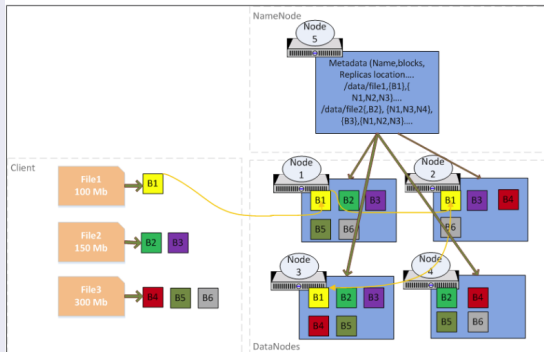 NameNode
Node
5
Metadata (Name,blocks,
Replicas location....
/data/file1,{B1},{
N1,N2,N3}....
/data/file2{,B2}, {N1,N3,N4},
{B3},{N1,N2,N3}....
Client
File1
100 Mb
B1
File2
150 Mb
B2
B3
File3
300 Mb
B4
B5
B6
Node
1
B1
B2
B3
B5
B6
Node
2
B1
B3
B4
B6
Node
3
B1
B2
B3
B4
B5
Node
4
B2
B4
B5
B6
DataNodes